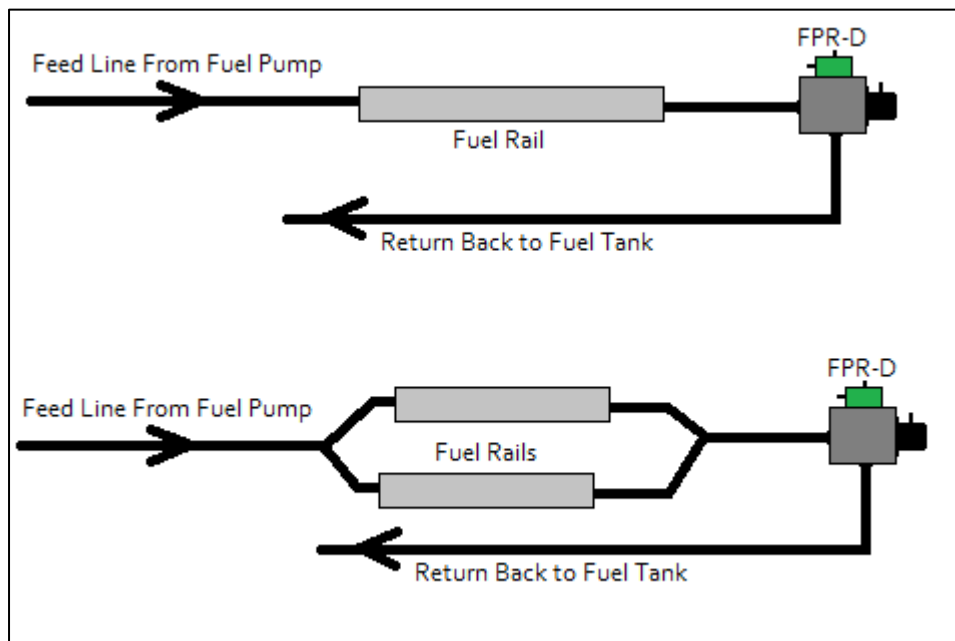 FPR-D
Feed Line From Fuel Pump
Fuel Rail
Return Back to Fuel Tank
FPR-D
Feed Line From Fuel Pump
Fuel Rails
Return Back to Fuel Tank